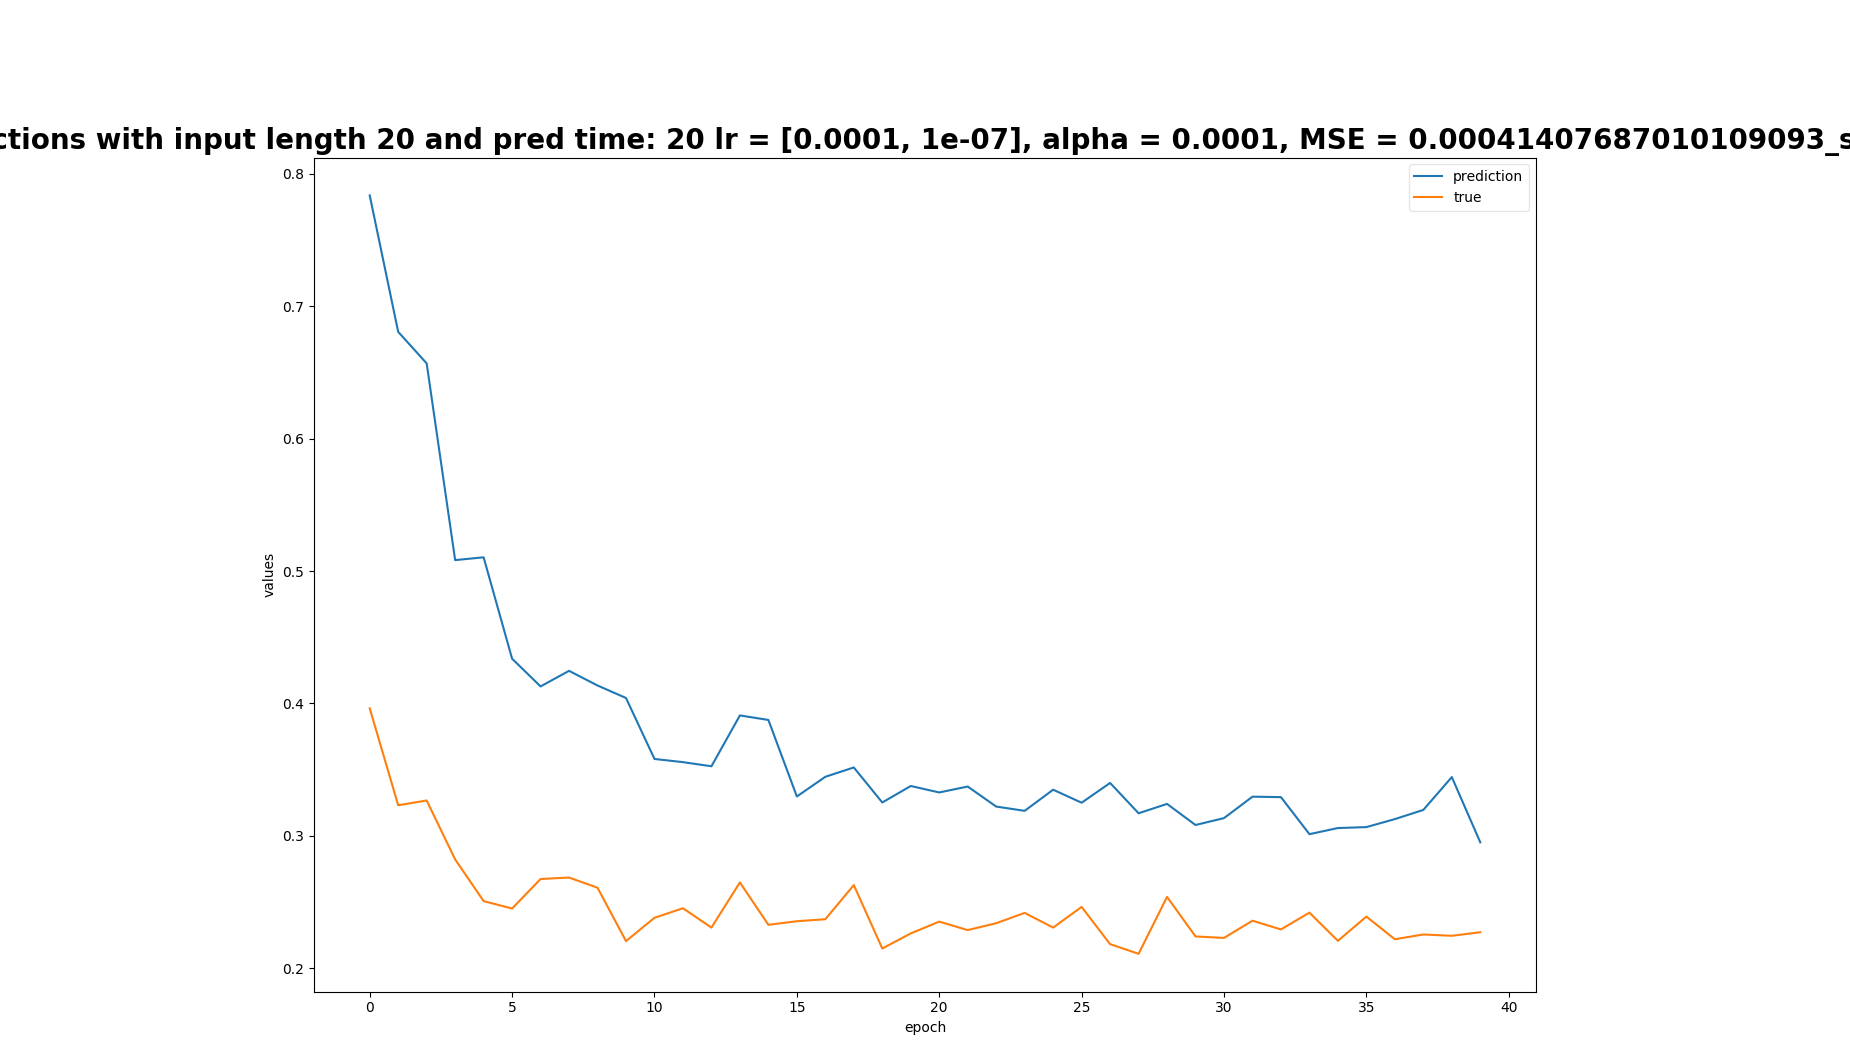 ctions with input length 20 and pred time: 20 lr = [0.0001, 1e-07], alpha = 0.0001, MSE = 0.00041407687010109093_s
prediction
true
0.8
0.7
0.6
0.5
0.4
0.3
0.2
values
0 5 10 15 20 25 30 35 40
epoch